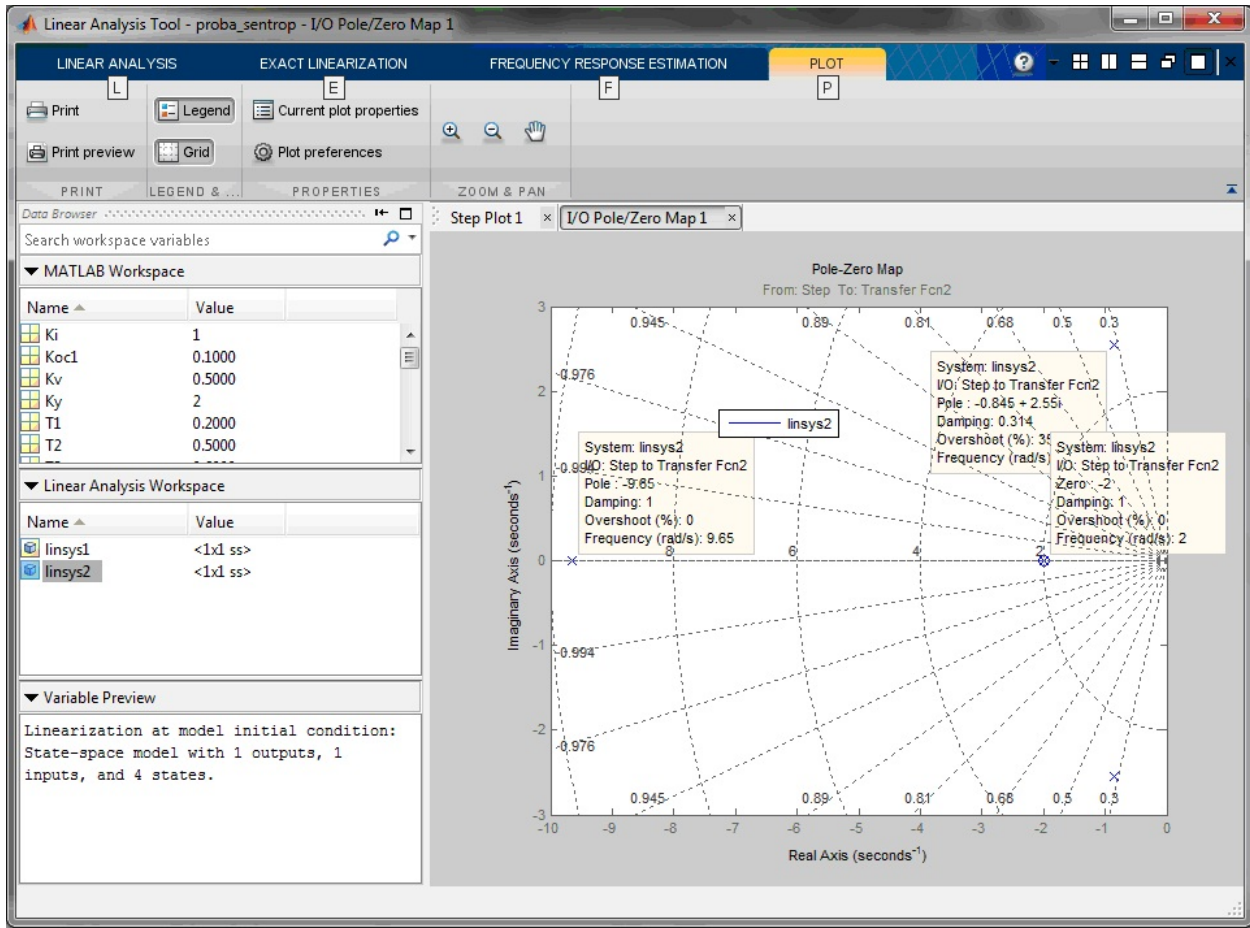 Linear Analysis Tool - proba_sentrop - I/O Pole/Zero Map 1
LINEAR ANALYSIS EXACT LINEARIZATION FREQUENCY RESPONSE ESTIMATION PLOT
L E F P
Print Legend Current plot properties
Print preview Grid Plot preferences
PRINT LEGEND & ... PROPERTIES ZOOM & PAN
Data Browser
Search workspace variables
MATLAB Workspace
Name Value
Ki 1
Koc1 0.1000
Kv 0.5000
Ky 2
T1 0.2000
T2 0.5000
Linear Analysis Workspace
Name Value
linsys1 <1x1 ss>
linsys2 <1x1 ss>
Variable Preview
Linearization at model initial condition:
State-space model with 1 outputs, 1
inputs, and 4 states.
Step Plot 1 I/O Pole/Zero Map 1
Pole-Zero Map
From: Step To: Transfer Fcn2
3
0.945 0.89 0.81 0.68 0.5 0.3
0.976
2
linsys2
System: linsys2
I/O: Step to Transfer Fcn2
Pole : -0.845 + 2.55i
Damping: 0.314
Overshoot (%): 35
Frequency (rad/s)
System: linsys2
I/O: Step to Transfer Fcn2
Pole : -9.65
Damping: 1
Overshoot (%): 0
Frequency (rad/s): 9.65
System: linsys2
I/O: Step to Transfer Fcn2
Zero : -2
Damping: 1
Overshoot (%): 0
Frequency (rad/s): 2
0.994
1
8 6 4 2
0
-1
0.994
-2
0.976
0.945 0.89 0.81 0.68 0.5 0.3
-3
-10 -9 -8 -7 -6 -5 -4 -3 -2 -1 0
Imaginary Axis (seconds⁻¹)
Real Axis (seconds⁻¹)